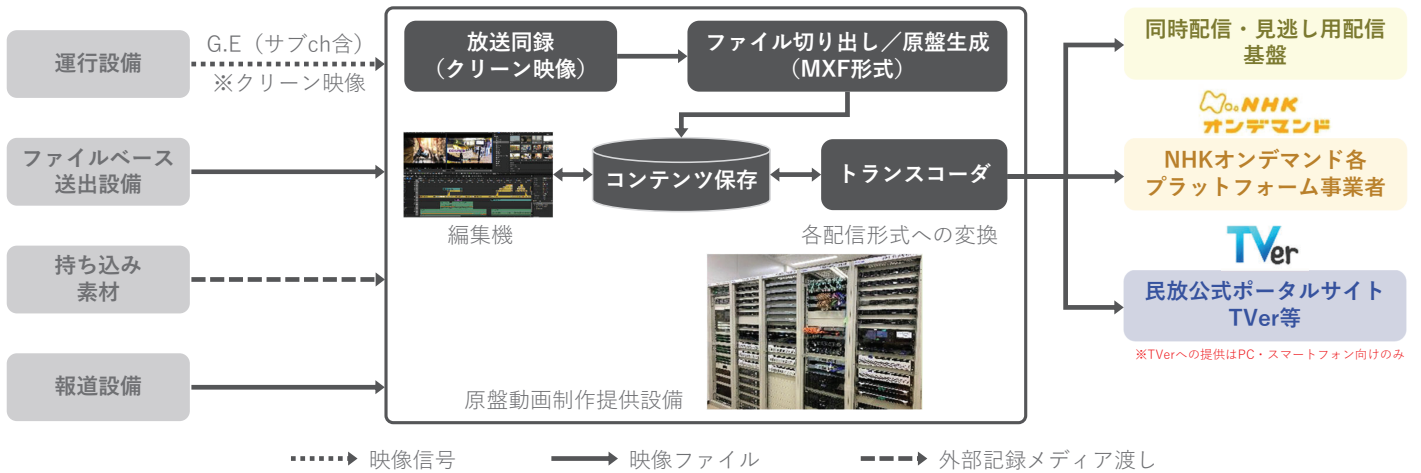 運行設備
G.E（サブch含）
※クリーン映像
ファイルベース
送出設備
持ち込み
素材
報道設備
放送同録
（クリーン映像）
ファイル切り出し／原盤生成
（MXF形式）
編集機
コンテンツ保存
トランスコーダ
各配信形式への変換
原盤動画制作提供設備
同時配信・見逃し用配信
基盤
NHK
オンデマンド
NHKオンデマンド各
プラットフォーム事業者
TVer
民放公式ポータルサイト
TVer等
※TVerへの提供はPC・スマートフォン向けのみ
映像信号
映像ファイル
外部記録メディア渡し